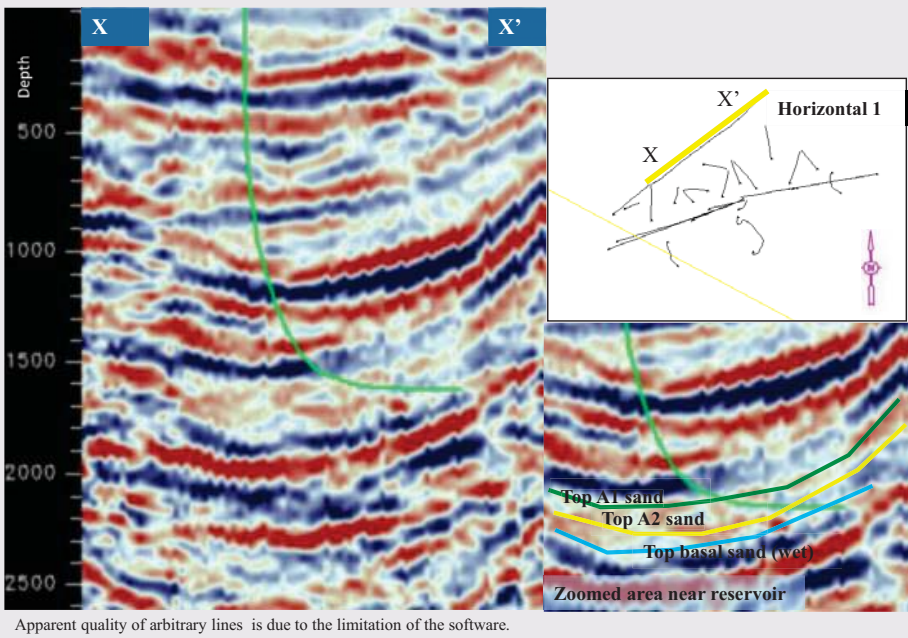 X
X'
Depth
500
1000
1500
2000
2500
X'
Horizontal 1
X
N
Top A1 sand
Top A2 sand
Top basal sand (wet)
Zoomed area near reservoir
Apparent quality of arbitrary lines is due to the limitation of the software.